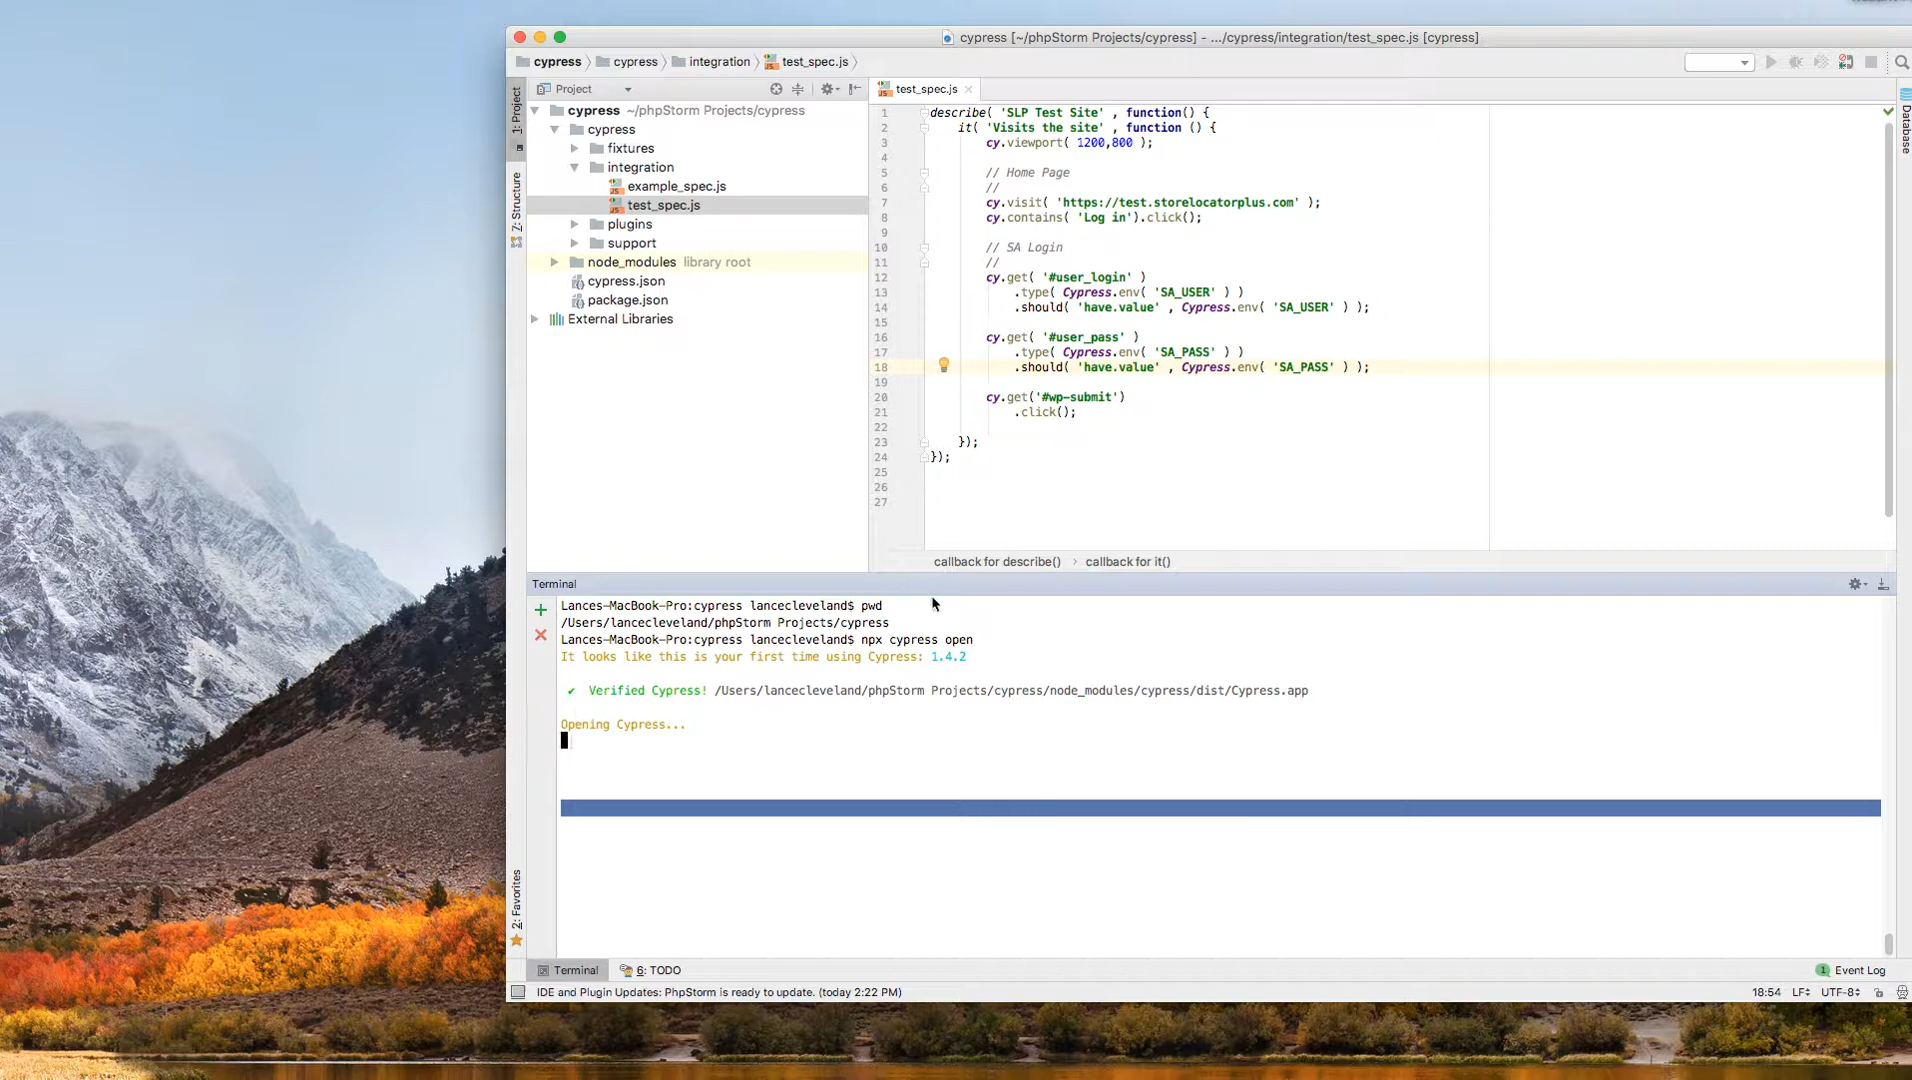 cypress [~/phpStorm Projects/cypress] - .../cypress/integration/test_spec.js [cypress]
cypress cypress integration test_spec.js
1: Project
Project
test_spec.js
cypress ~/phpStorm Projects/cypress
cypress
fixtures
integration
example_spec.js
test_spec.js
plugins
support
node_modules library root
cypress.json
package.json
External Libraries
Z: Structure
Database
1 describe( 'SLP Test Site' , function() {
2 it( 'Visits the site' , function () {
3 cy.viewport( 1200,800 );
4
5 // Home Page
6 //
7 cy.visit( 'https://test.storelocatorplus.com' );
8 cy.contains( 'Log in').click();
9
10 // SA Login
11 //
12 cy.get( '#user_login' )
13 .type( Cypress.env( 'SA_USER' ) )
14 .should( 'have.value' , Cypress.env( 'SA_USER' ) );
15
16 cy.get( '#user_pass' )
17 .type( Cypress.env( 'SA_PASS' ) )
18 .should( 'have.value' , Cypress.env( 'SA_PASS' ) );
19
20 cy.get('#wp-submit')
21 .click();
22
23 });
24 });
25
26
27
callback for describe() callback for it()
Terminal
Lances-MacBook-Pro:cypress lancecleveland$ pwd
/Users/lancecleveland/phpStorm Projects/cypress
Lances-MacBook-Pro:cypress lancecleveland$ npx cypress open
It looks like this is your first time using Cypress: 1.4.2
✔ Verified Cypress! /Users/lancecleveland/phpStorm Projects/cypress/node_modules/cypress/dist/Cypress.app
Opening Cypress...
2: Favorites
Terminal 6: TODO 1 Event Log
IDE and Plugin Updates: PhpStorm is ready to update. (today 2:22 PM) 18:54 LF UTF-8